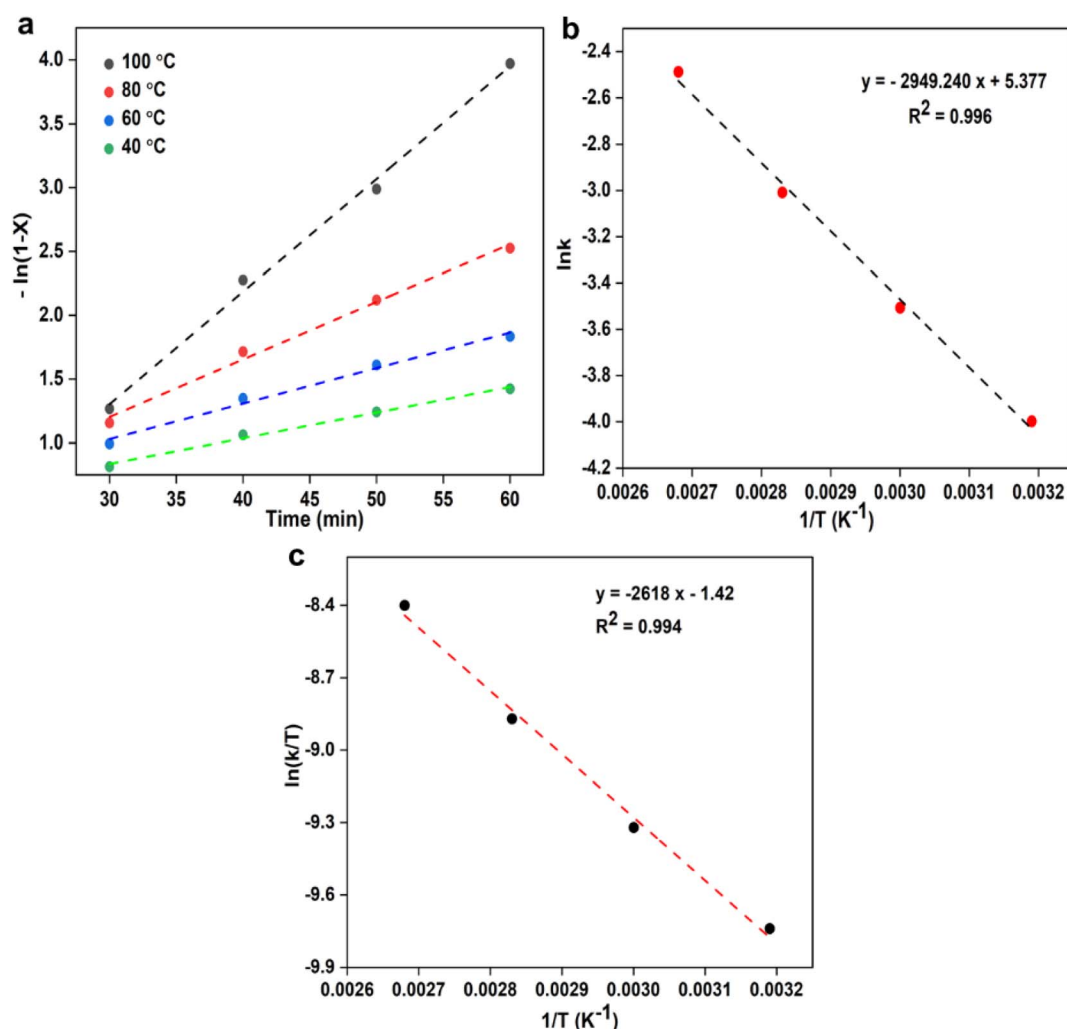 a
100 °C
80 °C
60 °C
40 °C
4.0
3.5
3.0
2.5
2.0
1.5
1.0
- ln(1-X)
30 35 40 45 50 55 60
Time (min)
b
y = - 2949.240 x + 5.377
R² = 0.996
-2.4
-2.6
-2.8
-3.0
-3.2
-3.4
-3.6
-3.8
-4.0
-4.2
lnk
0.0026 0.0027 0.0028 0.0029 0.0030 0.0031 0.0032
1/T (K⁻¹)
c
y = -2618 x - 1.42
R² = 0.994
-8.4
-8.7
-9.0
-9.3
-9.6
-9.9
ln(k/T)
0.0026 0.0027 0.0028 0.0029 0.0030 0.0031 0.0032
1/T (K⁻¹)